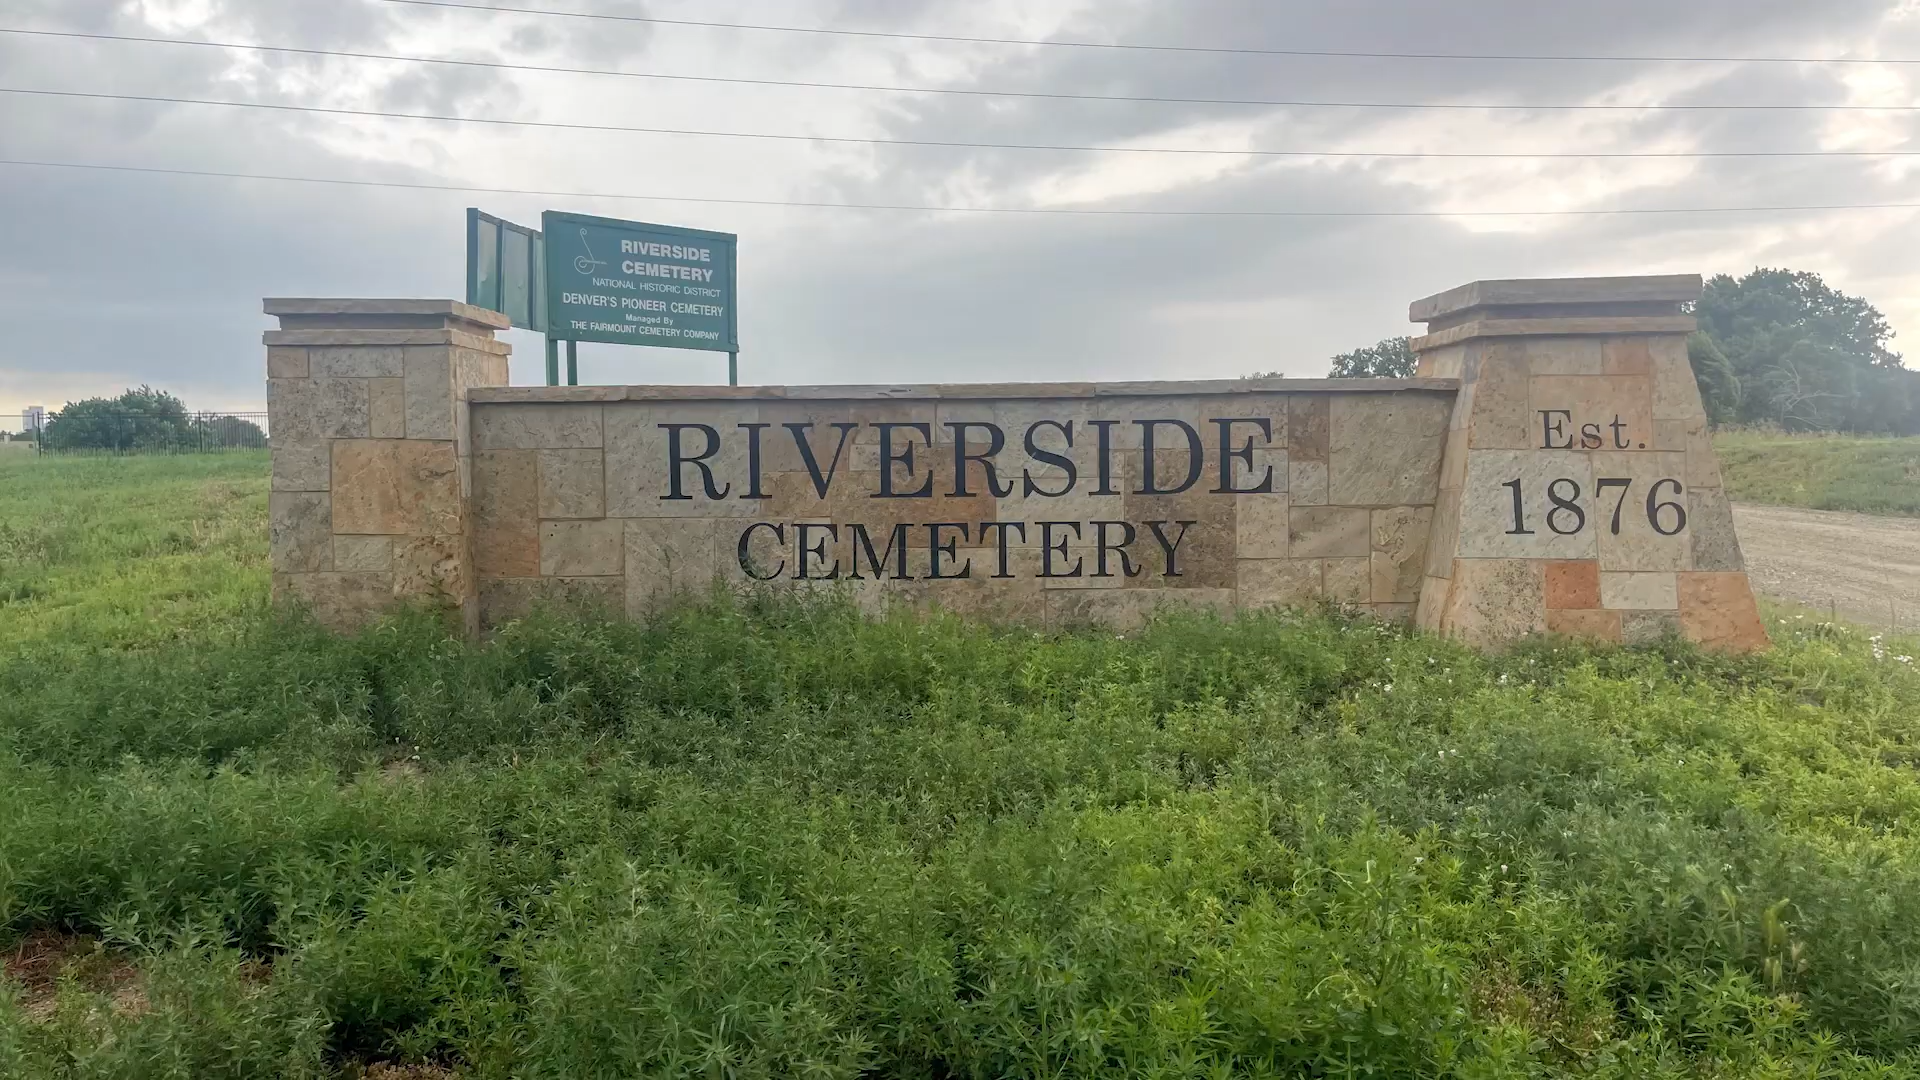 RIVERSIDE
CEMETERY
NATIONAL HISTORIC DISTRICT
DENVER'S PIONEER CEMETERY
Managed By
THE FAIRMOUNT CEMETERY COMPANY
RIVERSIDE
CEMETERY
Est.
1876